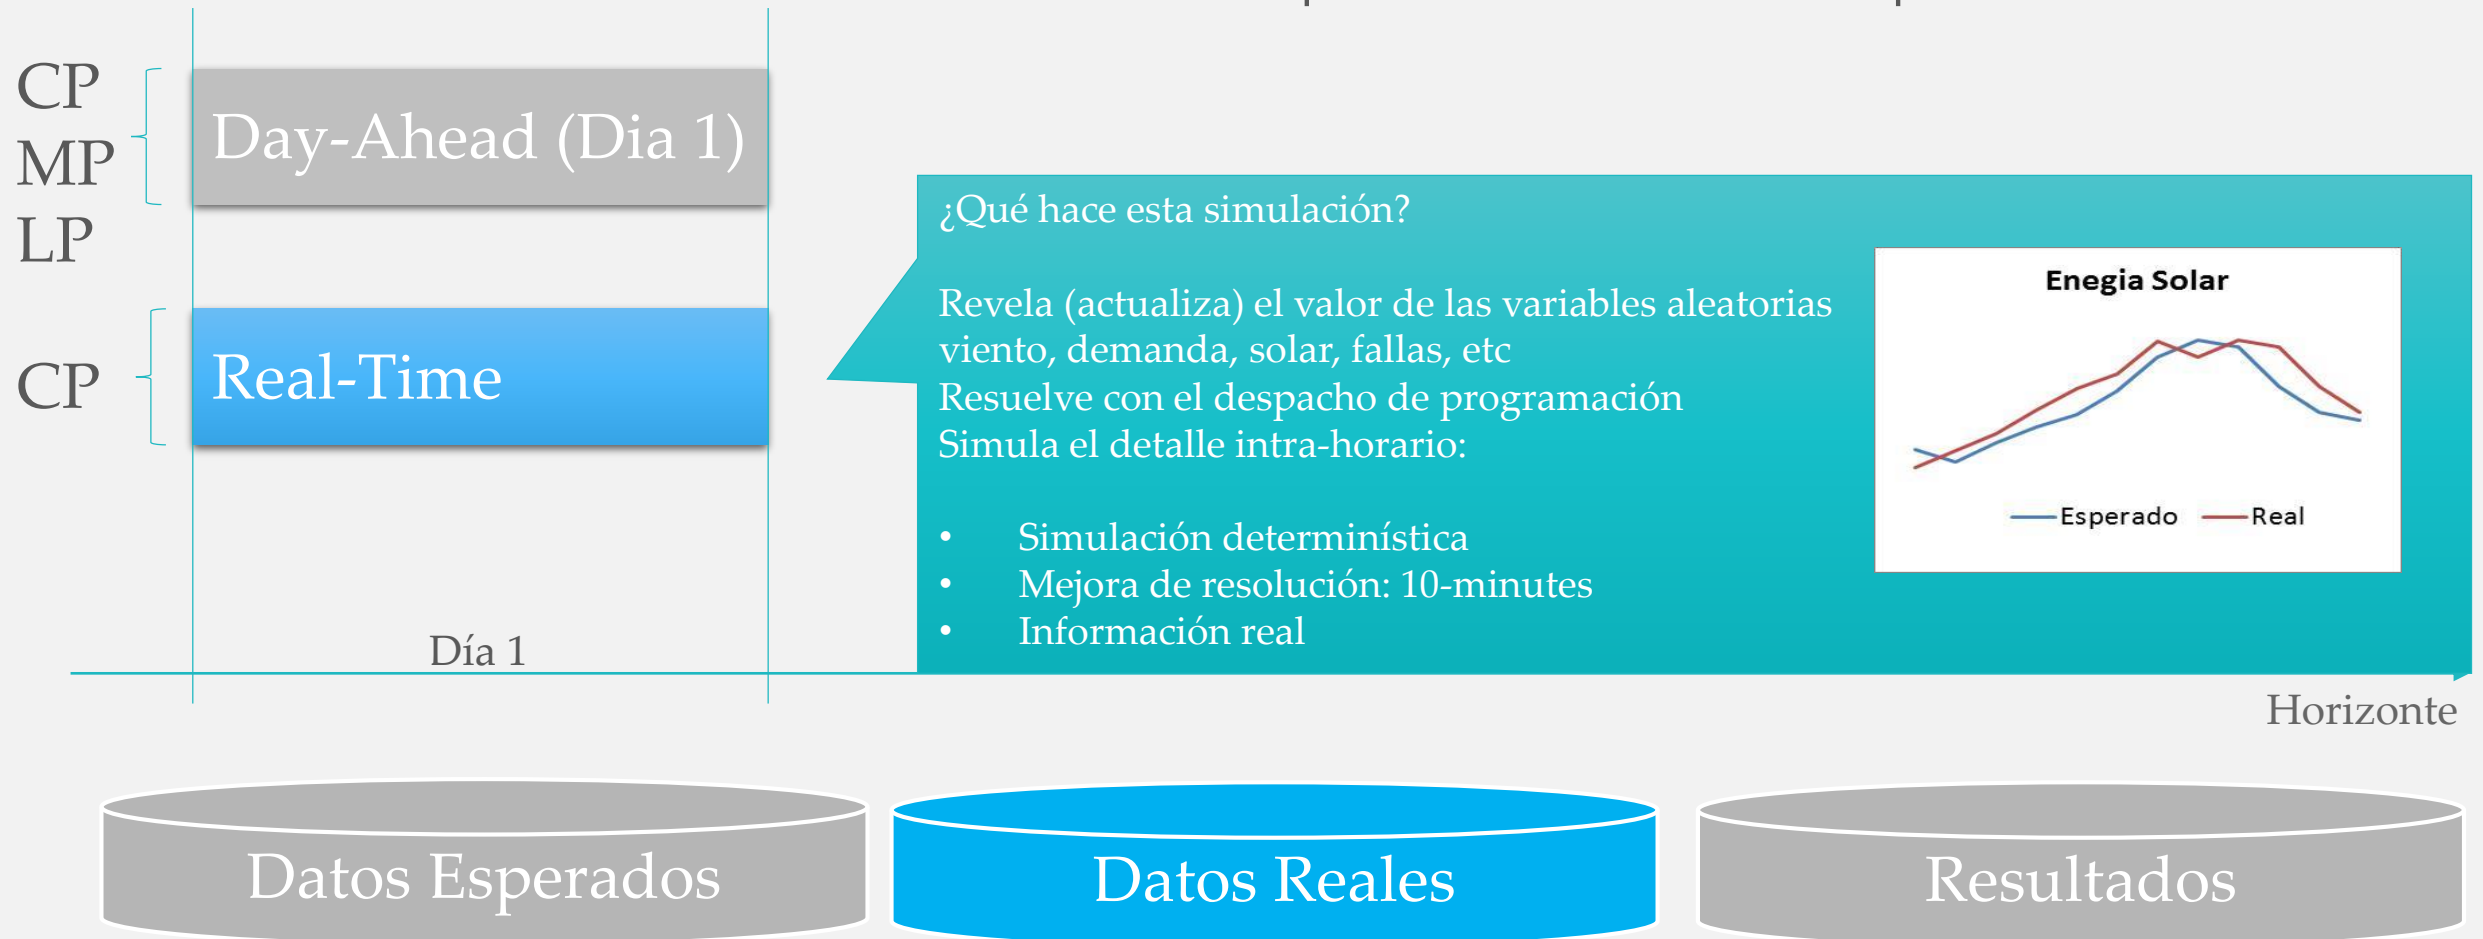 CP
MP
LP
Day-Ahead (Dia 1)
CP
Real-Time
¿Qué hace esta simulación?
Revela (actualiza) el valor de las variables aleatorias
viento, demanda, solar, fallas, etc
Resuelve con el despacho de programación
Simula el detalle intra-horario:
• Simulación determinística
• Mejora de resolución: 10-minutes
• Información real
Enegia Solar
Esperado
Real
Día 1
Horizonte
Datos Esperados
Datos Reales
Resultados